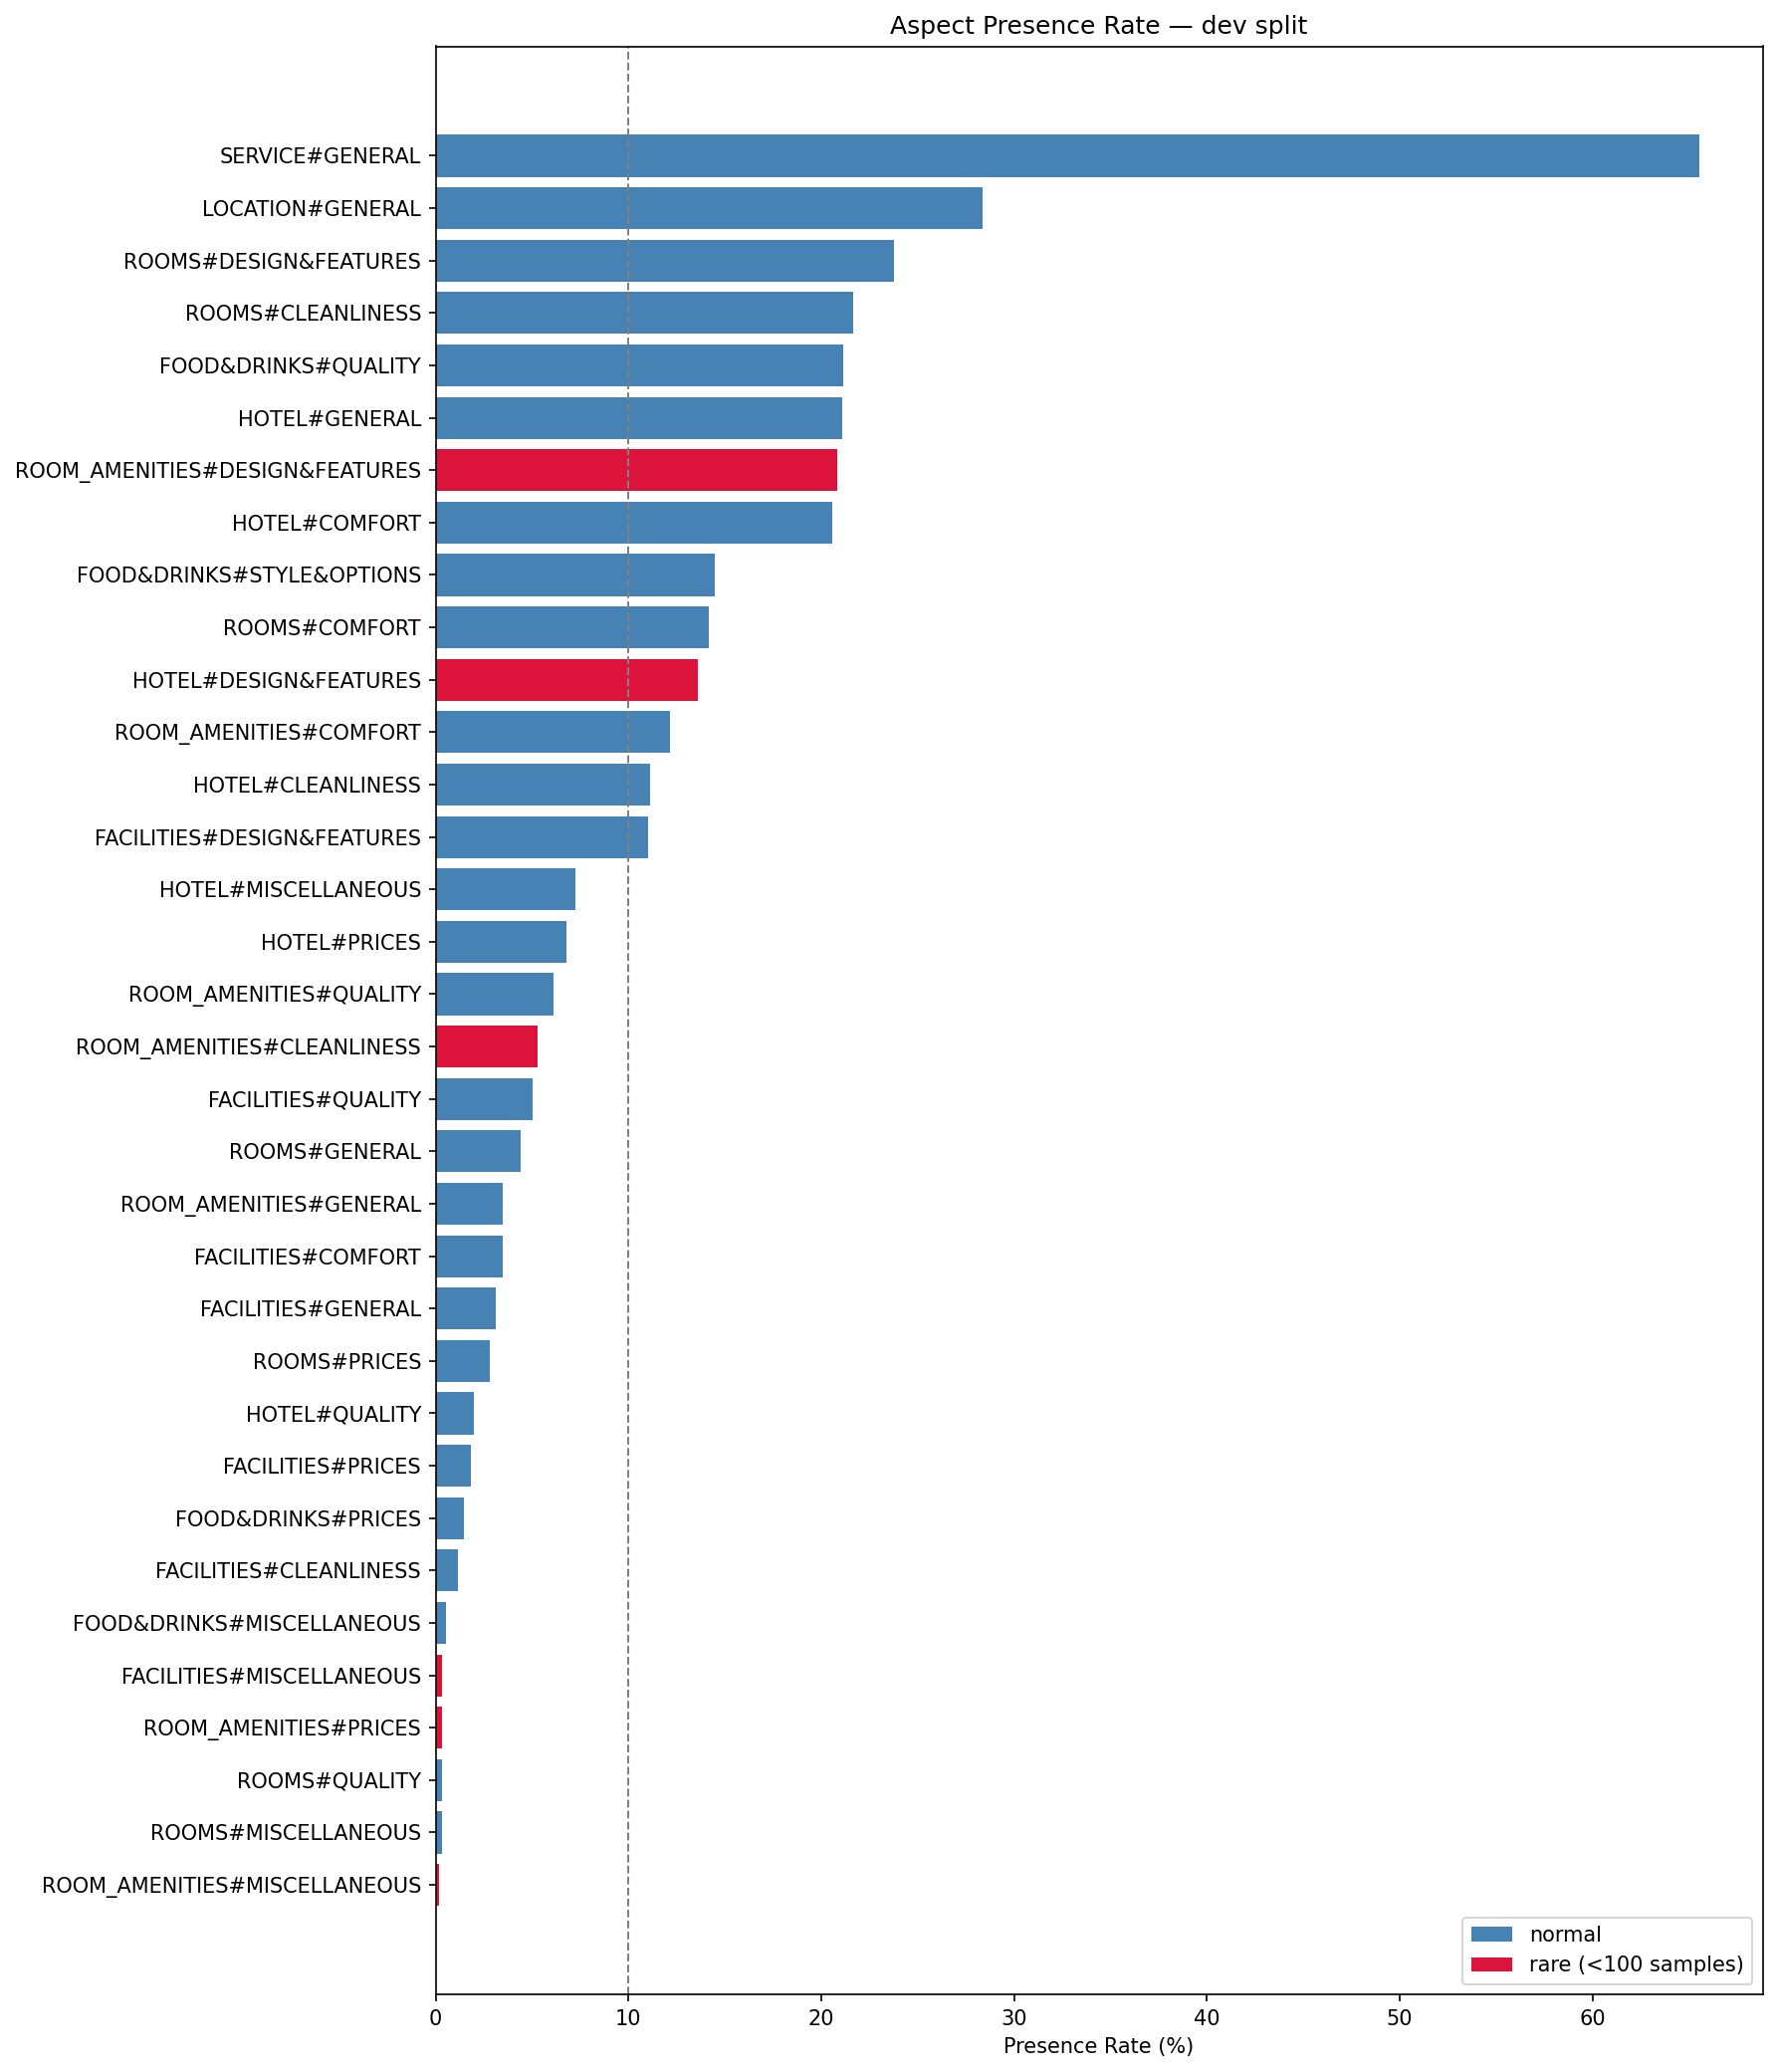 Aspect Presence Rate — dev split
SERVICE#GENERAL
LOCATION#GENERAL
ROOMS#DESIGN&FEATURES
ROOMS#CLEANLINESS
FOOD&DRINKS#QUALITY
HOTEL#GENERAL
ROOM_AMENITIES#DESIGN&FEATURES
HOTEL#COMFORT
FOOD&DRINKS#STYLE&OPTIONS
ROOMS#COMFORT
HOTEL#DESIGN&FEATURES
ROOM_AMENITIES#COMFORT
HOTEL#CLEANLINESS
FACILITIES#DESIGN&FEATURES
HOTEL#MISCELLANEOUS
HOTEL#PRICES
ROOM_AMENITIES#QUALITY
ROOM_AMENITIES#CLEANLINESS
FACILITIES#QUALITY
ROOMS#GENERAL
ROOM_AMENITIES#GENERAL
FACILITIES#COMFORT
FACILITIES#GENERAL
ROOMS#PRICES
HOTEL#QUALITY
FACILITIES#PRICES
FOOD&DRINKS#PRICES
FACILITIES#CLEANLINESS
FOOD&DRINKS#MISCELLANEOUS
FACILITIES#MISCELLANEOUS
ROOM_AMENITIES#PRICES
ROOMS#QUALITY
ROOMS#MISCELLANEOUS
ROOM_AMENITIES#MISCELLANEOUS
normal
rare (<100 samples)
0 10 20 30 40 50 60
Presence Rate (%)